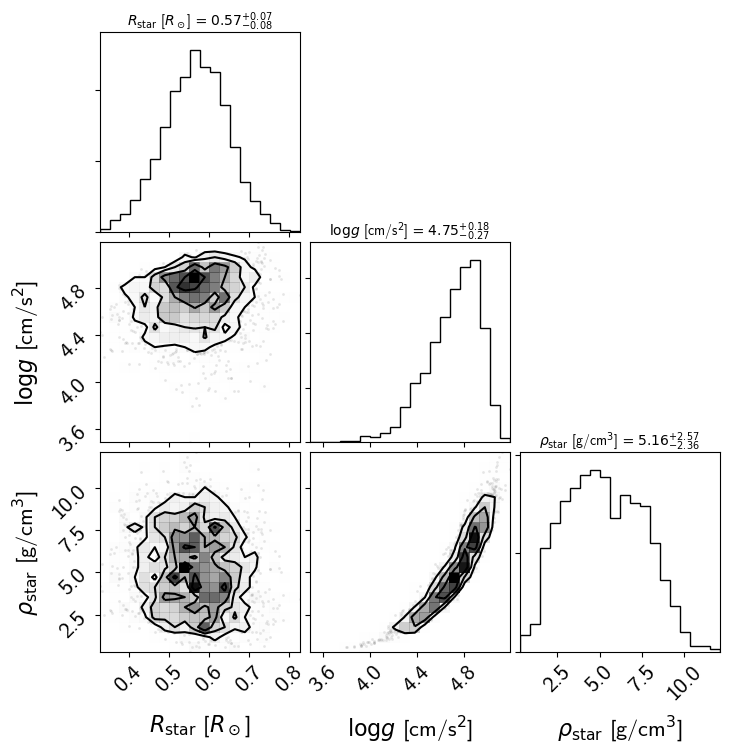 R_star [R_⊙] = 0.57^{+0.07}_{-0.08}
log g [cm/s²] = 4.75^{+0.18}_{-0.27}
log g [cm/s²]
4.8
4.4
4.0
3.6
ρ_star [g/cm³] = 5.16^{+2.57}_{-2.36}
ρ_star [g/cm³]
10.0
7.5
5.0
2.5
0.4 0.5 0.6 0.7 0.8 3.6 4.0 4.4 4.8 2.5 5.0 7.5 10.0
R_star [R_⊙] log g [cm/s²] ρ_star [g/cm³]